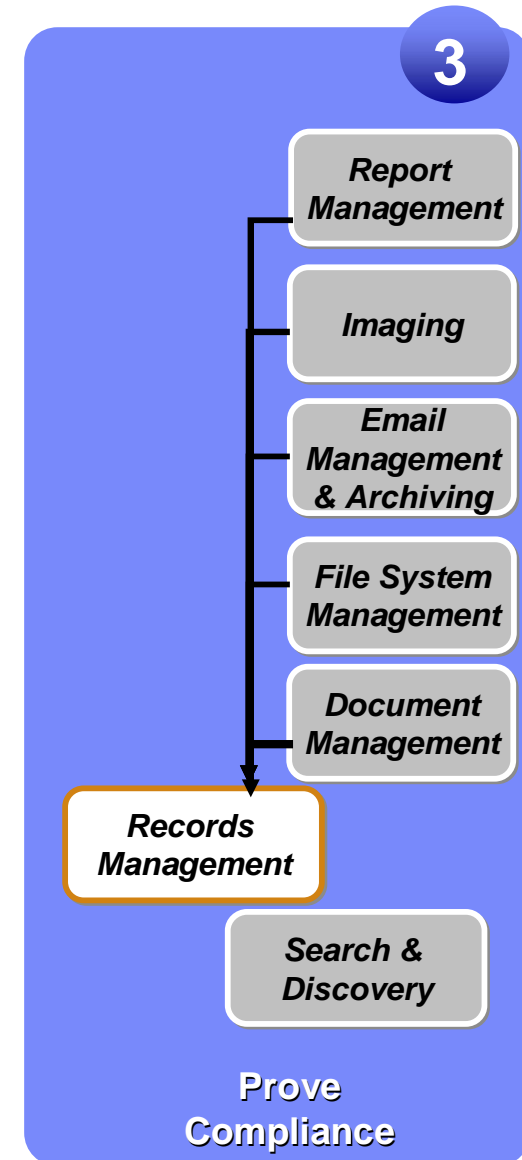 3
Report
Management
Imaging
Email
Management
& Archiving
File System
Management
Document
Management
Records
Management
Search &
Discovery
Prove
Compliance